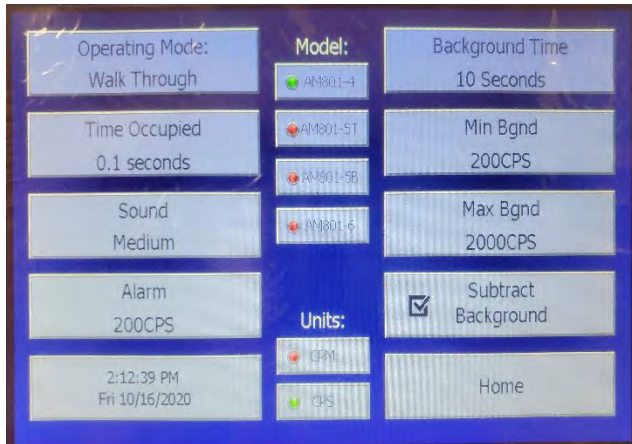 Operating Mode:
Walk Through
Time Occupied
0.1 seconds
Sound
Medium
Alarm
200CPS
2:12:39 PM
Fri 10/16/2020
Model:
AM801-4
AM801-5T
AM801-5B
AM801-6
Units:
CPM
CPS
Background Time
10 Seconds
Min Bgnd
200CPS
Max Bgnd
2000CPS
Subtract
Background
Home